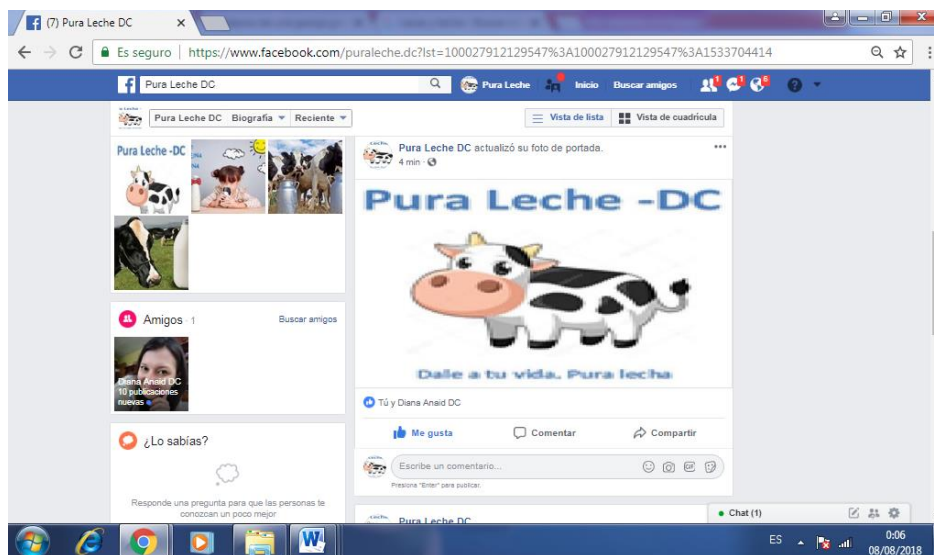 (7) Pura Leche DC
Es seguro | https://www.facebook.com/puraleche.dc?lst=100027912129547%3A100027912129547%3A1533704414
Pura Leche DC
Pura Leche
Inicio
Buscar amigos
1
1
6
Pura Leche DC Biografía Reciente
Vista de lista
Vista de cuadrícula
Pura Leche -DC
Pura Leche DC actualizó su foto de portada.
4 min
Pura Leche -DC
Dale a tu vida. Pura lecha
Amigos · 1
Buscar amigos
Diana Anaid DC
10 publicaciones
nuevas
Tú y Diana Anaid DC
Me gusta
Comentar
Compartir
Escribe un comentario...
GIF
Presiona "Enter" para publicar.
¿Lo sabías?
Responde una pregunta para que las personas te
conozcan un poco mejor
Pura Leche DC
Chat (1)
ES
0:06
08/08/2018